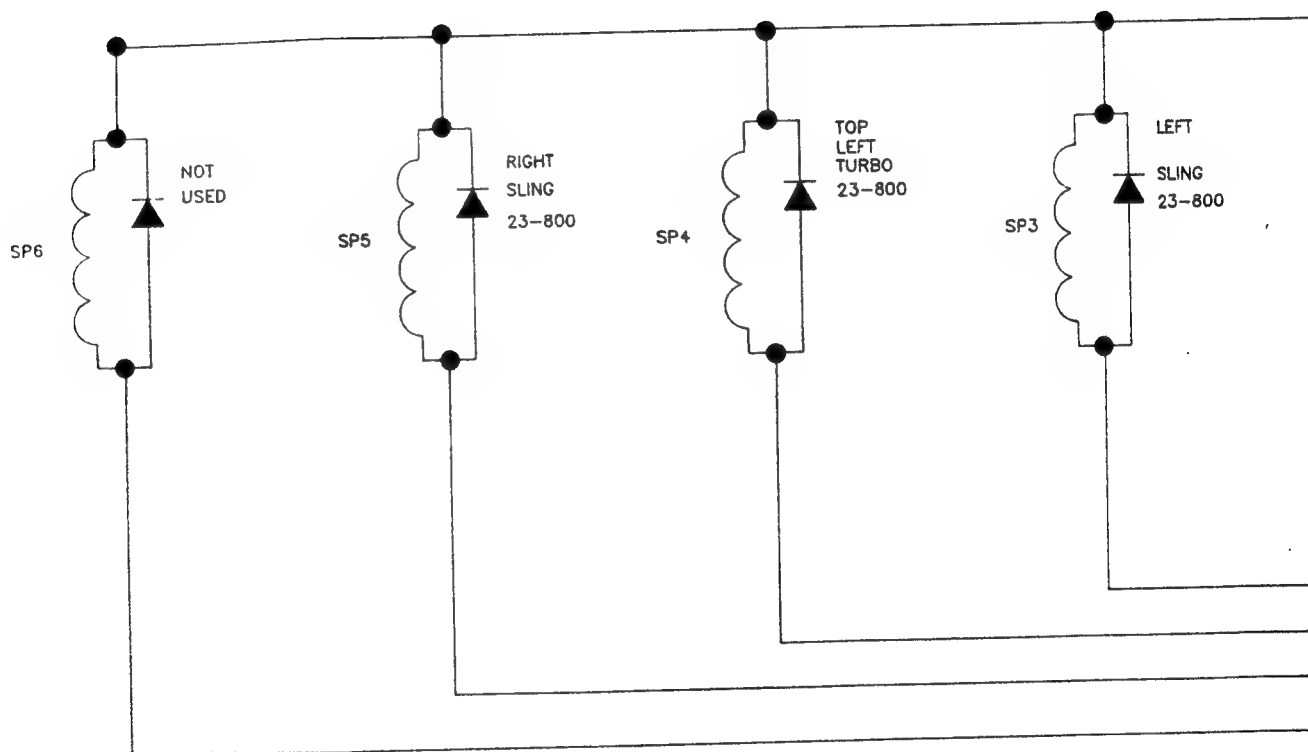 SP6
NOT
USED
SP5
RIGHT
SLING
23-800
SP4
TOP
LEFT
TURBO
23-800
SP3
LEFT
SLING
23-800